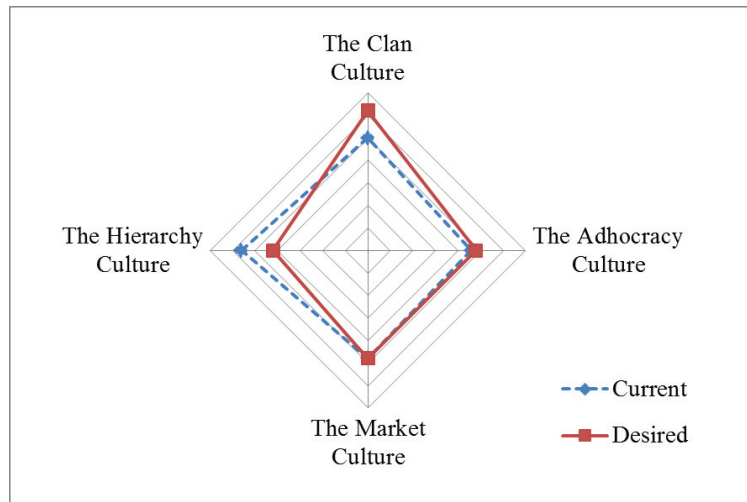 The Clan
Culture
The Hierarchy
Culture
The Adhocracy
Culture
The Market
Culture
Current
Desired